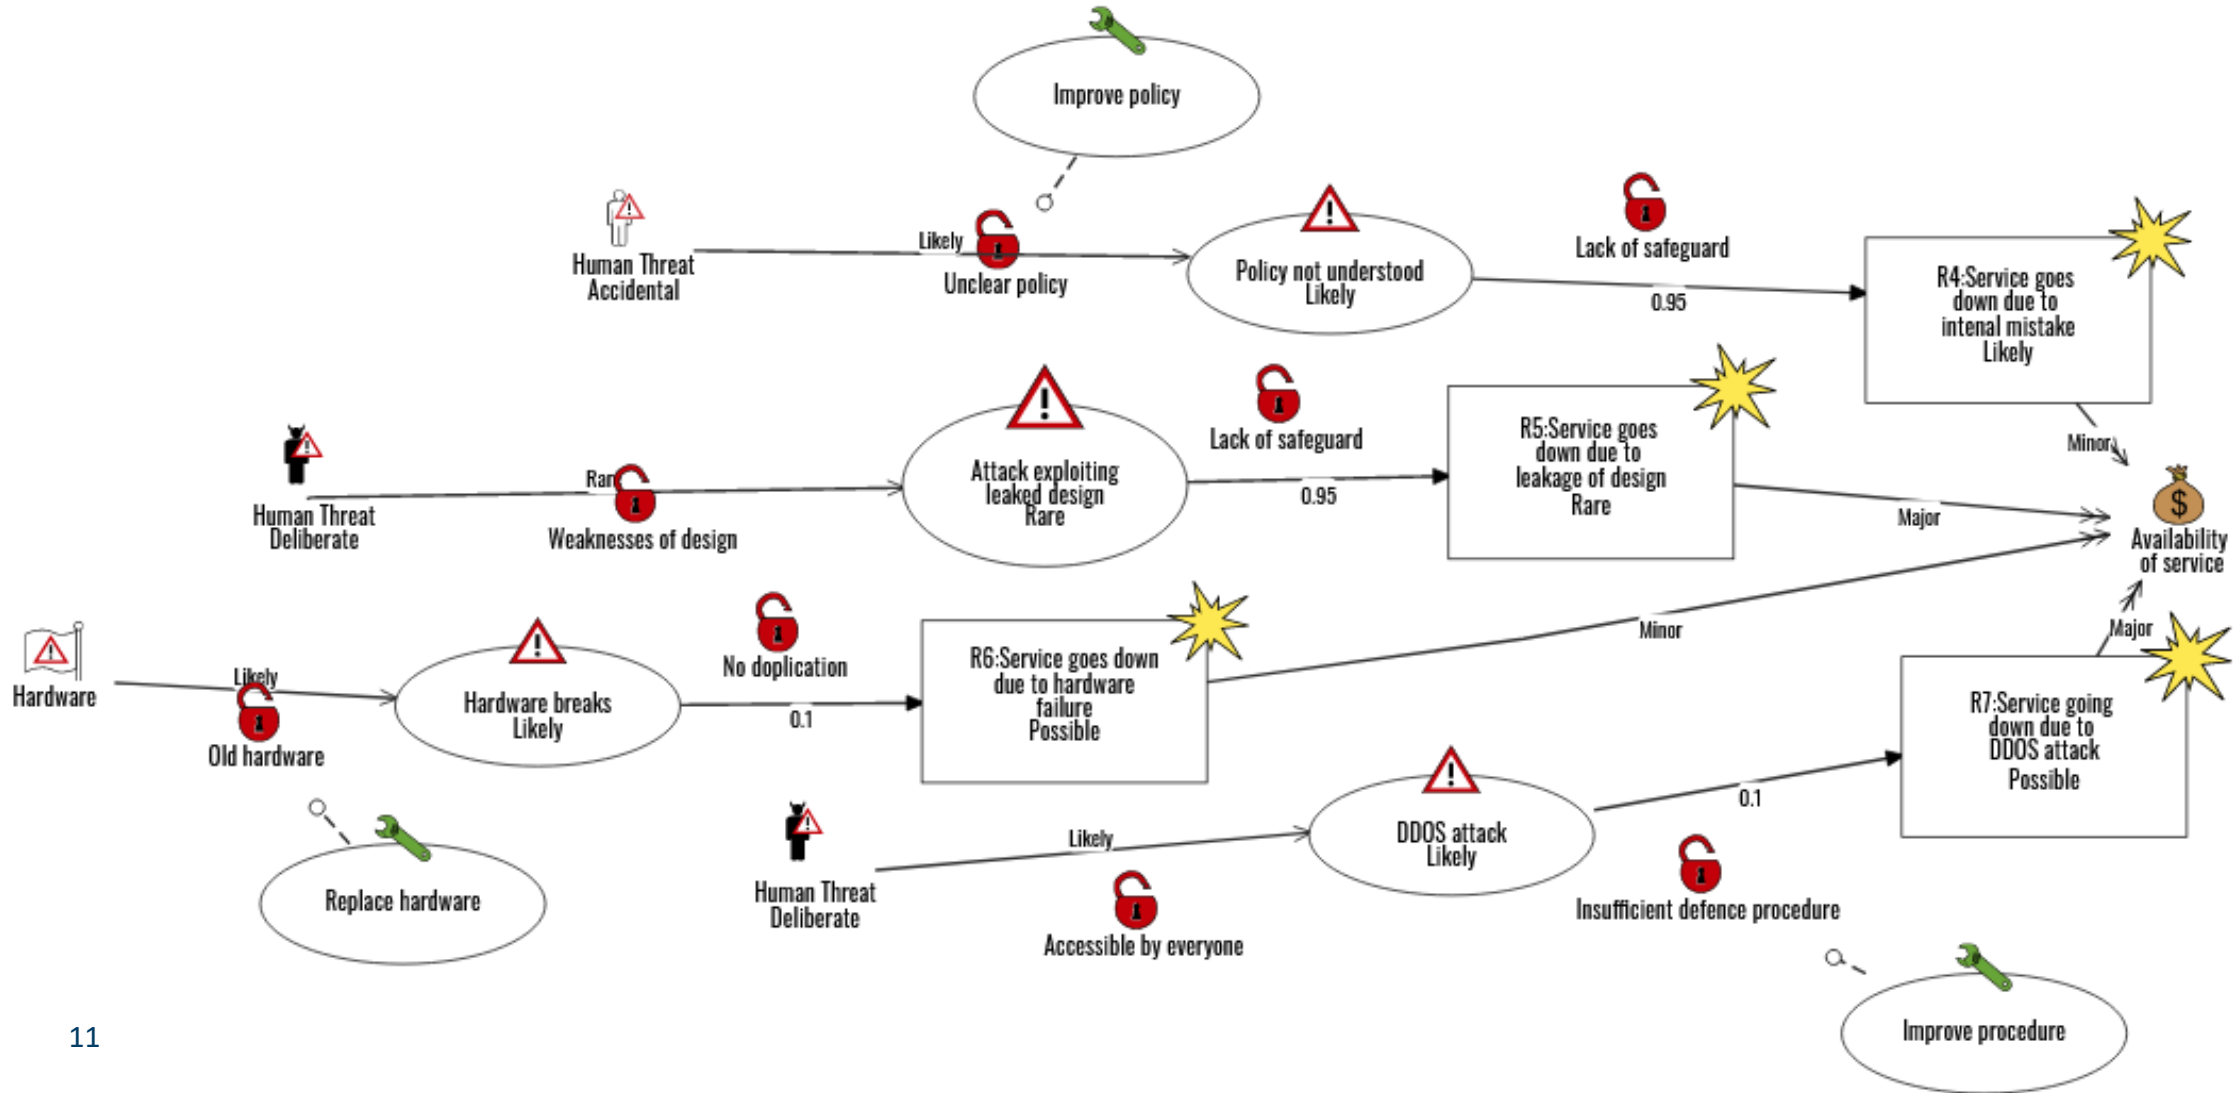 Improve policy
Human Threat
Accidental
Likely
Unclear policy
Policy not understood
Likely
Lack of safeguard
0.95
R4:Service goes
down due to
intenal mistake
Likely
Minor
Human Threat
Deliberate
Weaknesses of design
Attack exploiting
leaked design
Rare
Lack of safeguard
0.95
R5:Service goes
down due to
leakage of design
Rare
Major
$
Availability
of service
Hardware
Likely
Old hardware
Hardware breaks
Likely
No doplication
0.1
R6:Service goes down
due to hardware
failure
Possible
Minor
Major
Replace hardware
Human Threat
Deliberate
Likely
Accessible by everyone
DDOS attack
Likely
0.1
Insufficient defence procedure
R7:Service going
down due to
DDOS attack
Possible
Improve procedure
11